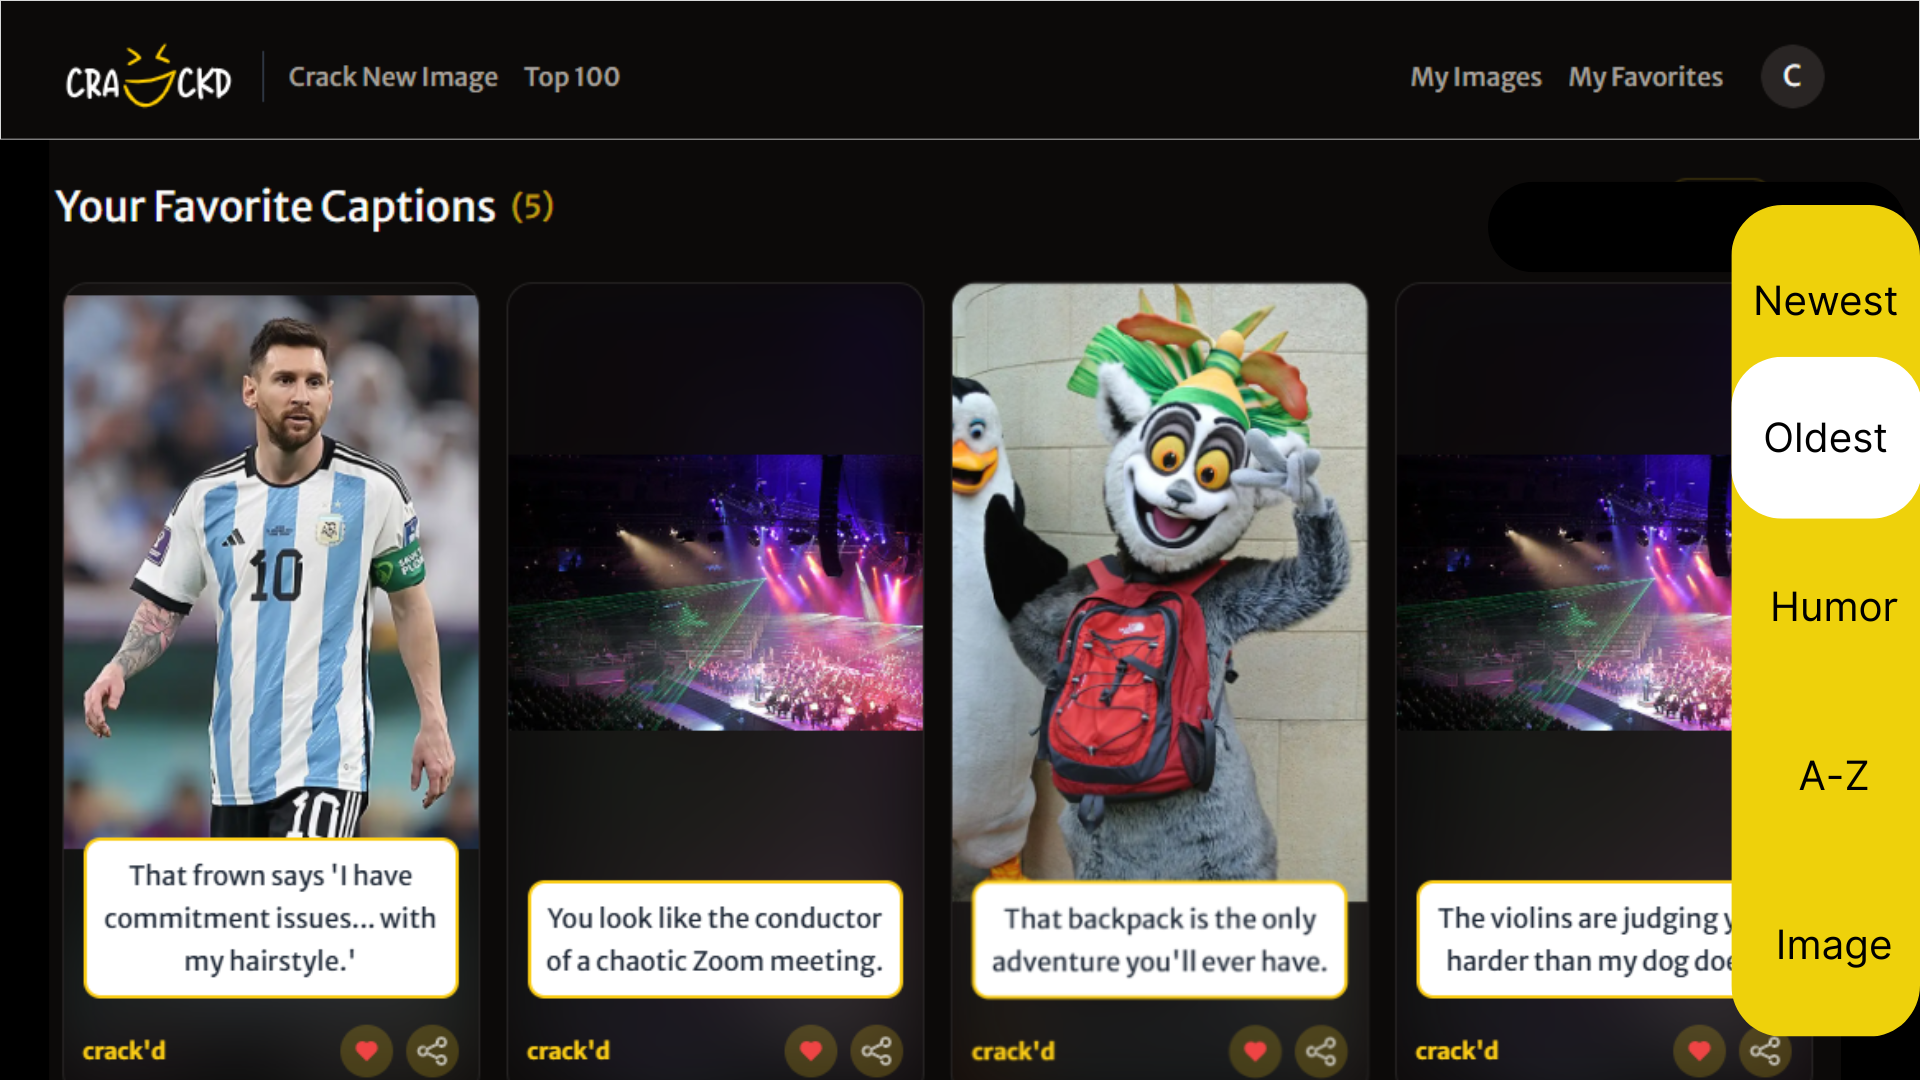 CRACKD
Crack New Image
Top 100
My Images
My Favorites
C
Your Favorite Captions (5)
10
10
That frown says 'I have
commitment issues... with
my hairstyle.'
crack'd
You look like the conductor
of a chaotic Zoom meeting.
crack'd
That backpack is the only
adventure you'll ever have.
crack'd
The violins are judging
harder than my dog
crack'd
Newest
Oldest
Humor
A-Z
Image